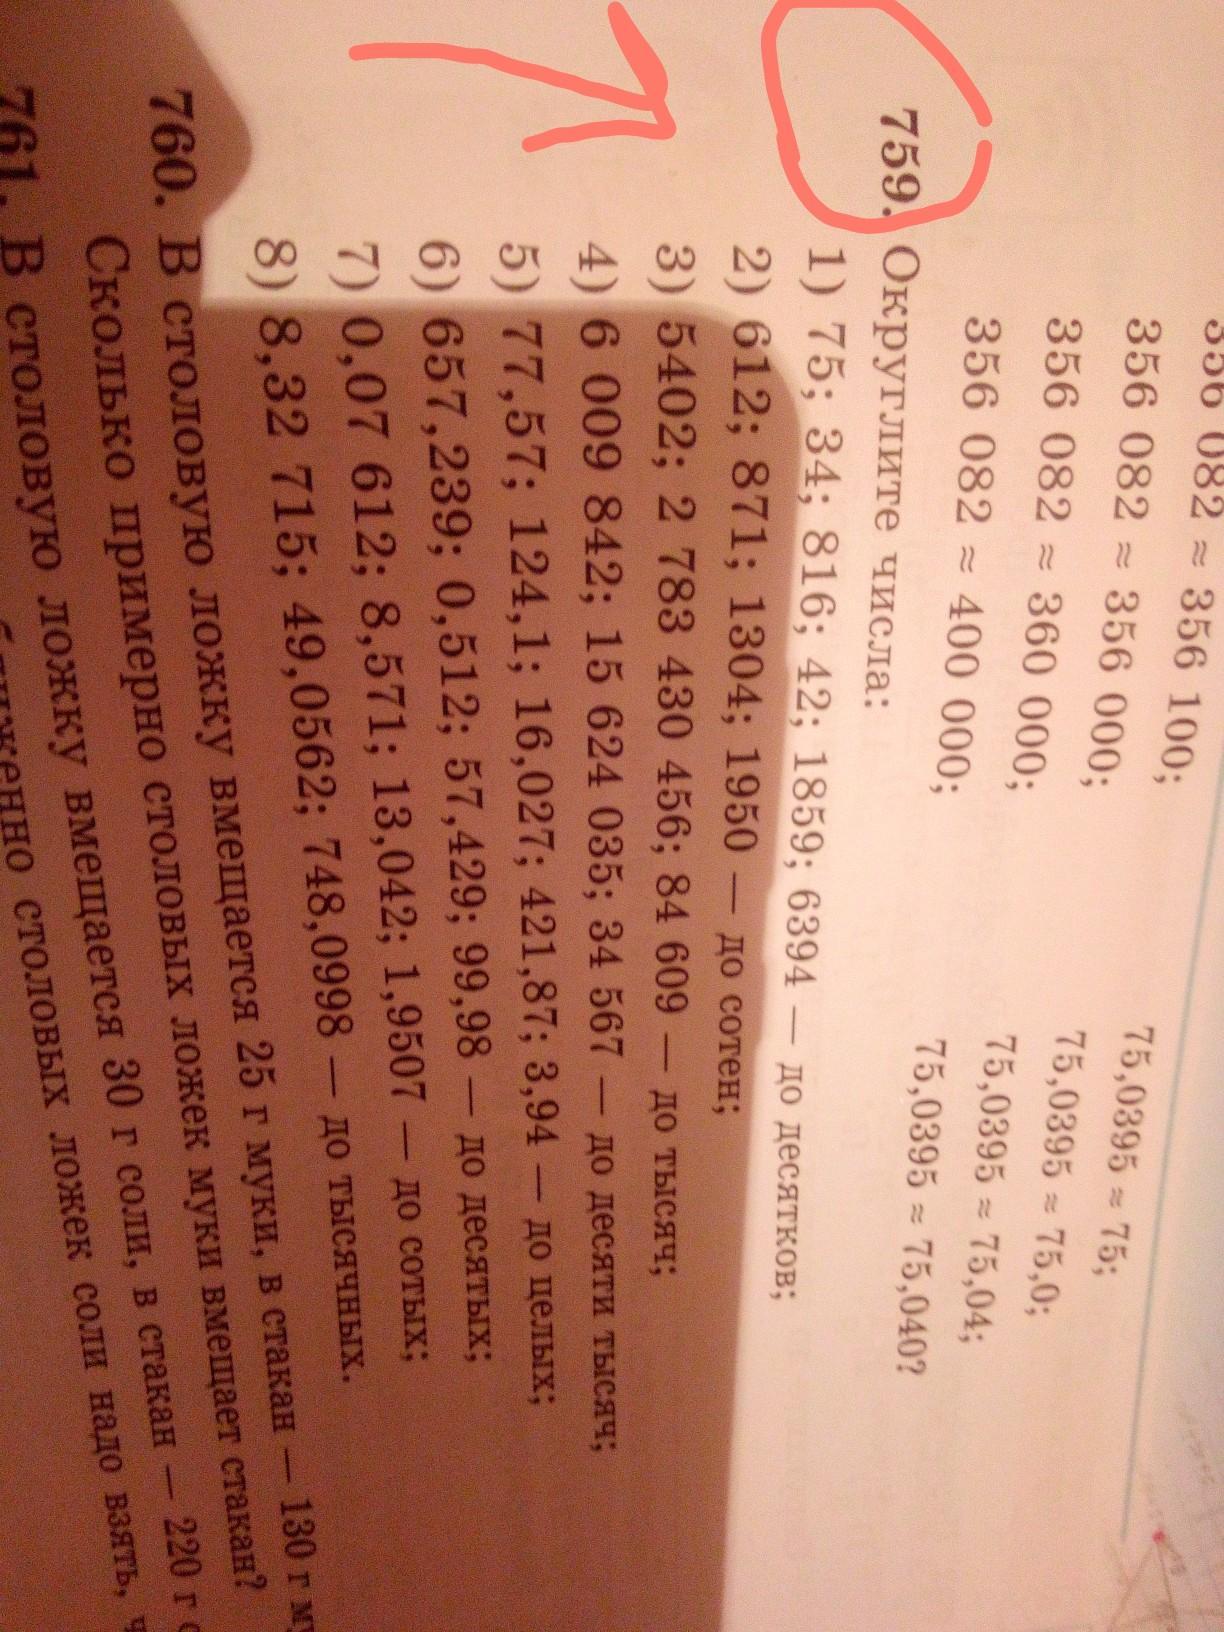 356 082 ≈ 356 100;
356 082 ≈ 356 000; 75,0395 ≈ 75;
356 082 ≈ 360 000; 75,0395 ≈ 75,0;
356 082 ≈ 400 000; 75,0395 ≈ 75,04;
75,0395 ≈ 75,040?
759. Округлите числа:
1) 75; 34; 816; 42; 1859; 6394 — до десятков;
2) 612; 871; 1304; 1950 — до сотен;
3) 5402; 2 783 430 456; 84 609 — до тысяч;
4) 6 009 842; 15 624 035; 34 567 — до десяти тысяч;
5) 77,57; 124,1; 16,027; 421,87; 3,94 — до целых;
6) 657,239; 0,512; 57,429; 99,98 — до десятых;
7) 0,07 612; 8,571; 13,042; 1,9507 — до сотых;
8) 8,32 715; 49,0562; 748,0998 — до тысячных.
760. В столовую ложку вмещается 25 г муки, в стакан — 130 г
Сколько примерно столовых ложек муки вмещает стакан?
761. В столовую ложку вмещается 30 г соли, в стакан — 220 г
столовых ложек соли надо взять,